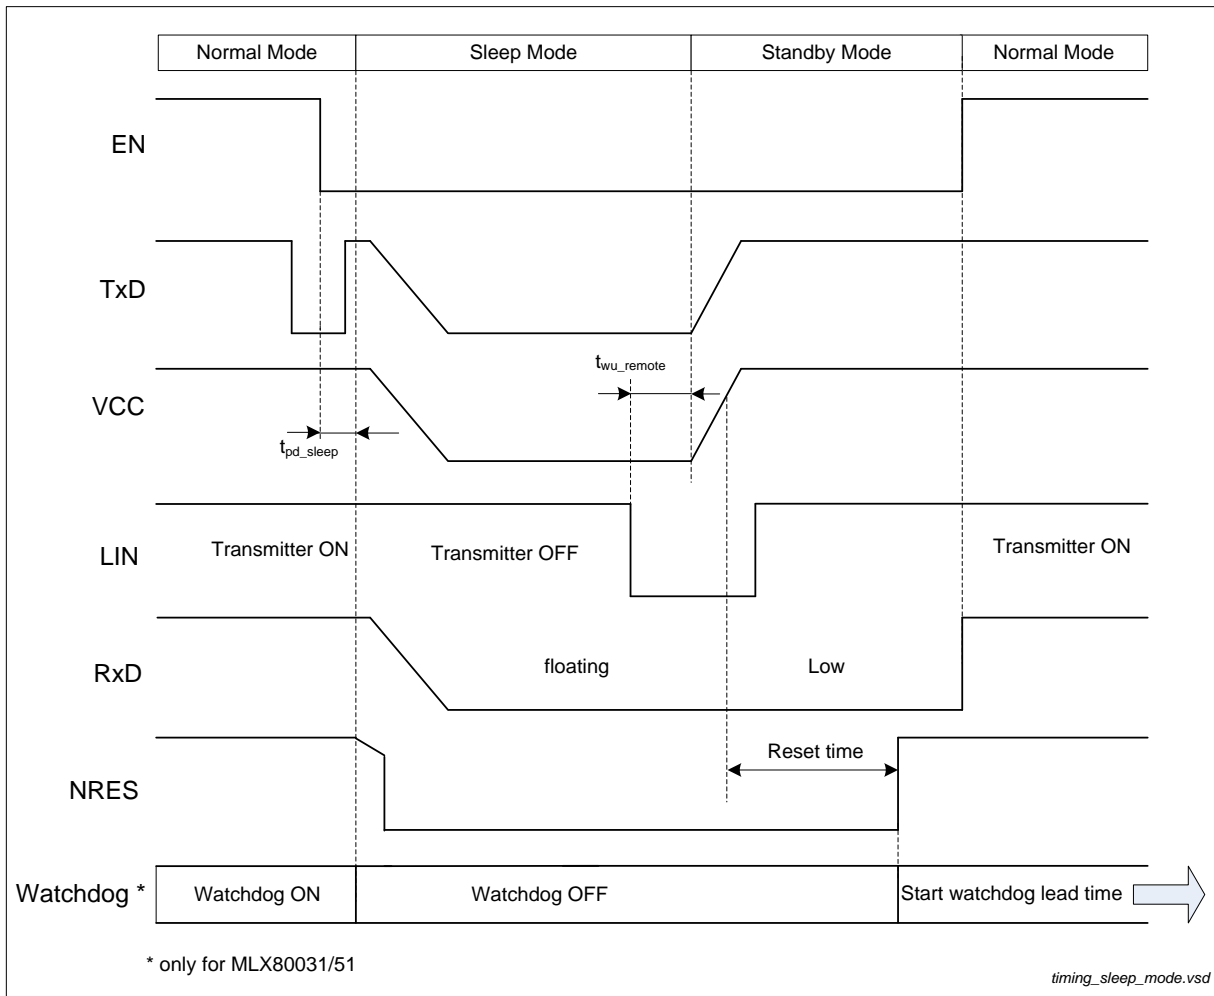 Normal Mode Sleep Mode Standby Mode Normal Mode
EN
TxD
twu_remote
VCC
tpd_sleep
LIN
Transmitter ON Transmitter OFF Transmitter ON
RxD
floating Low
Reset time
NRES
Watchdog * Watchdog ON Watchdog OFF Start watchdog lead time
* only for MLX80031/51
timing_sleep_mode.vsd